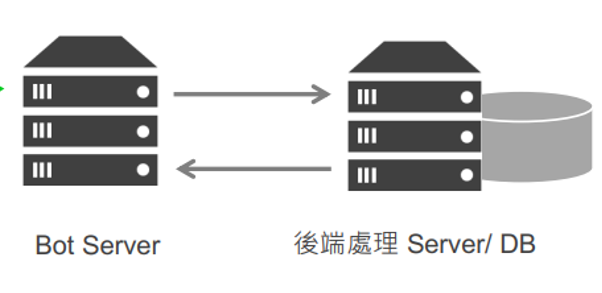 Bot Server
後端處理 Server/ DB